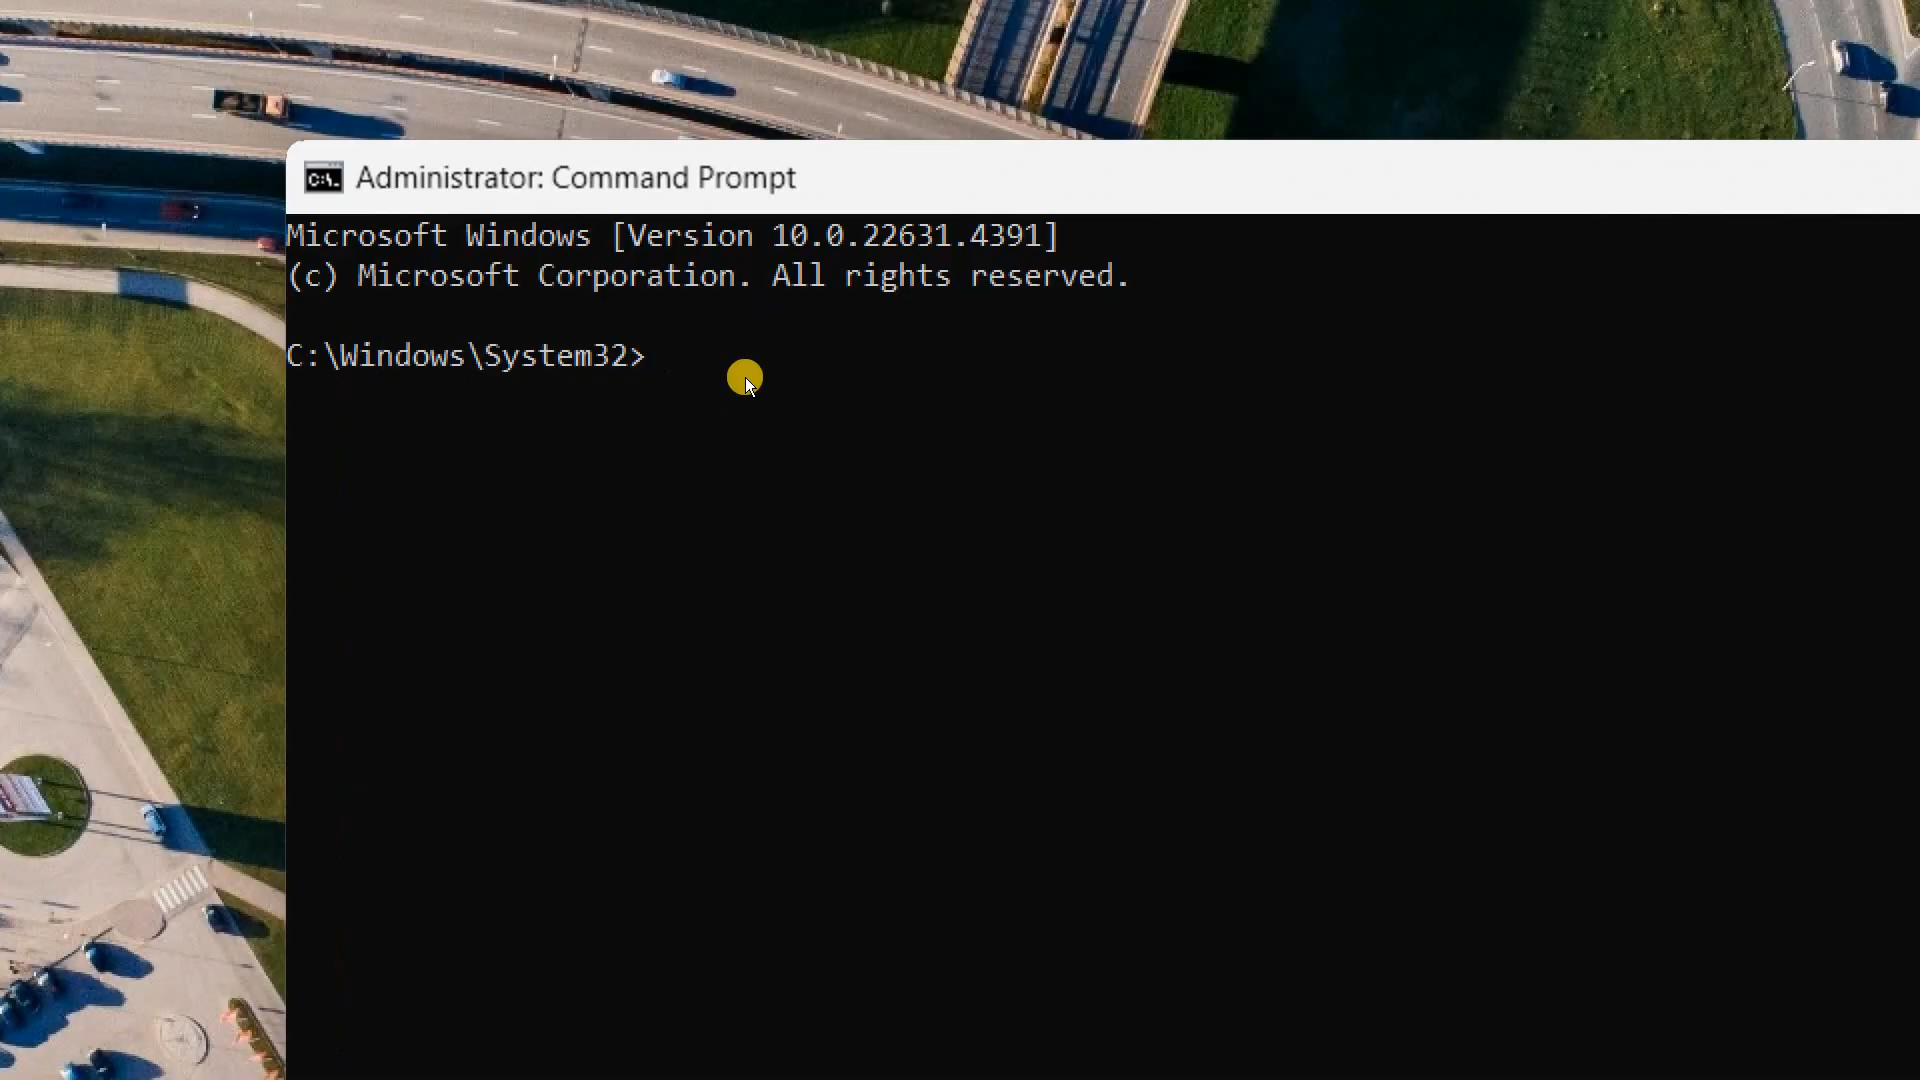 C:\.
Administrator: Command Prompt
Microsoft Windows [Version 10.0.22631.4391]
(c) Microsoft Corporation. All rights reserved.
C:\Windows\System32>